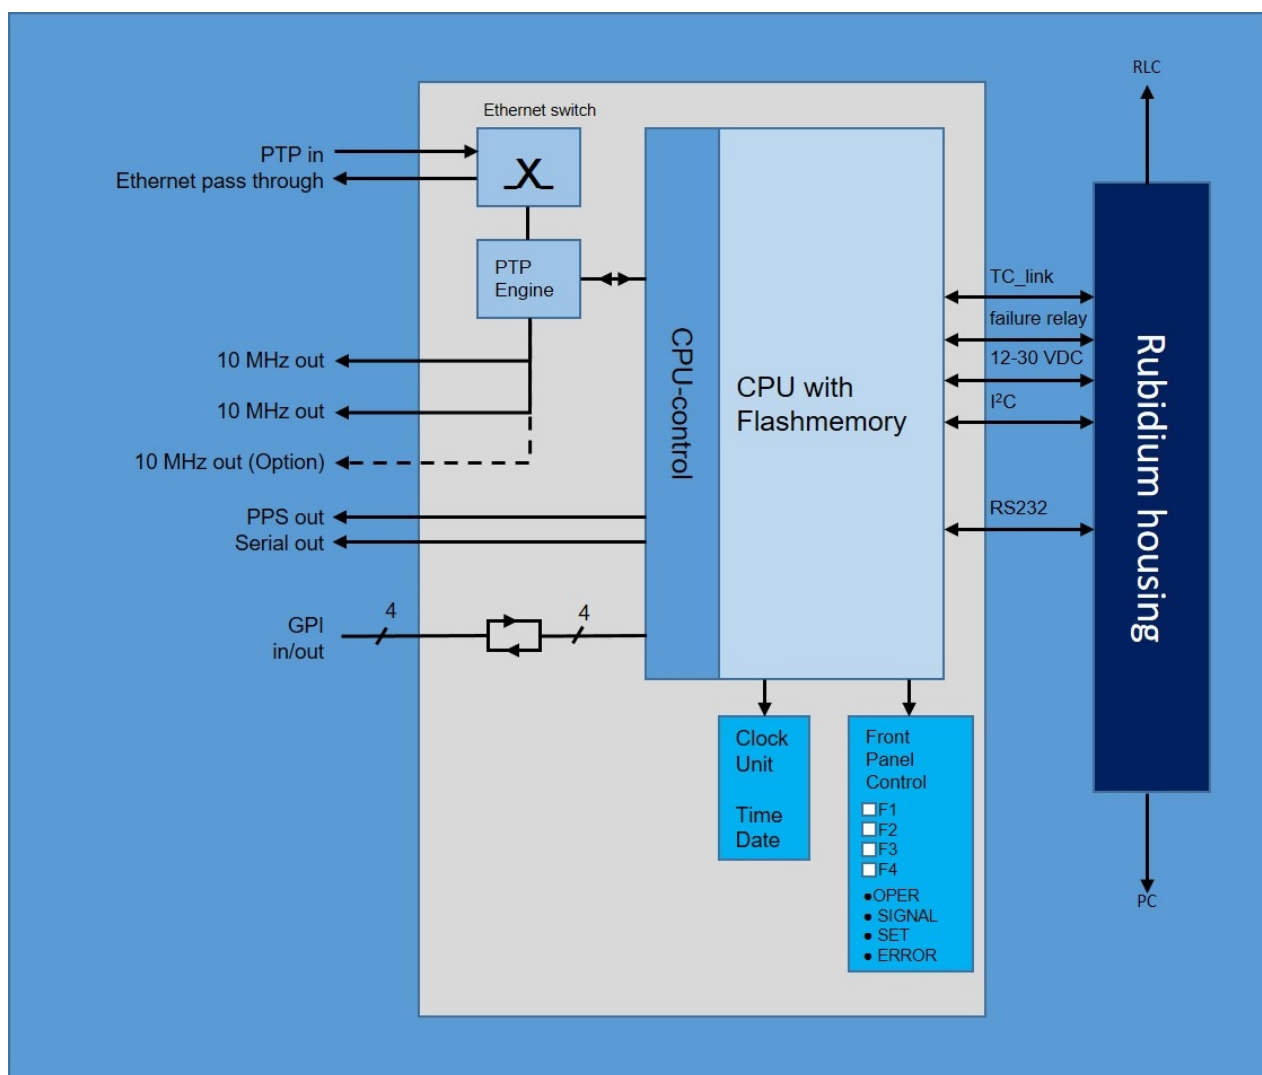 RLC
Ethernet switch
PTP in
Ethernet pass through
X
PTP
Engine
10 MHz out
10 MHz out
10 MHz out (Option)
PPS out
Serial out
GPI
in/out
4
4
CPU-control
CPU with
Flashmemory
TC_link
failure relay
12-30 VDC
I²C
RS232
Rubidium housing
Clock
Unit
Time
Date
Front
Panel
Control
F1
F2
F3
F4
●OPER
● SIGNAL
● SET
● ERROR
PC